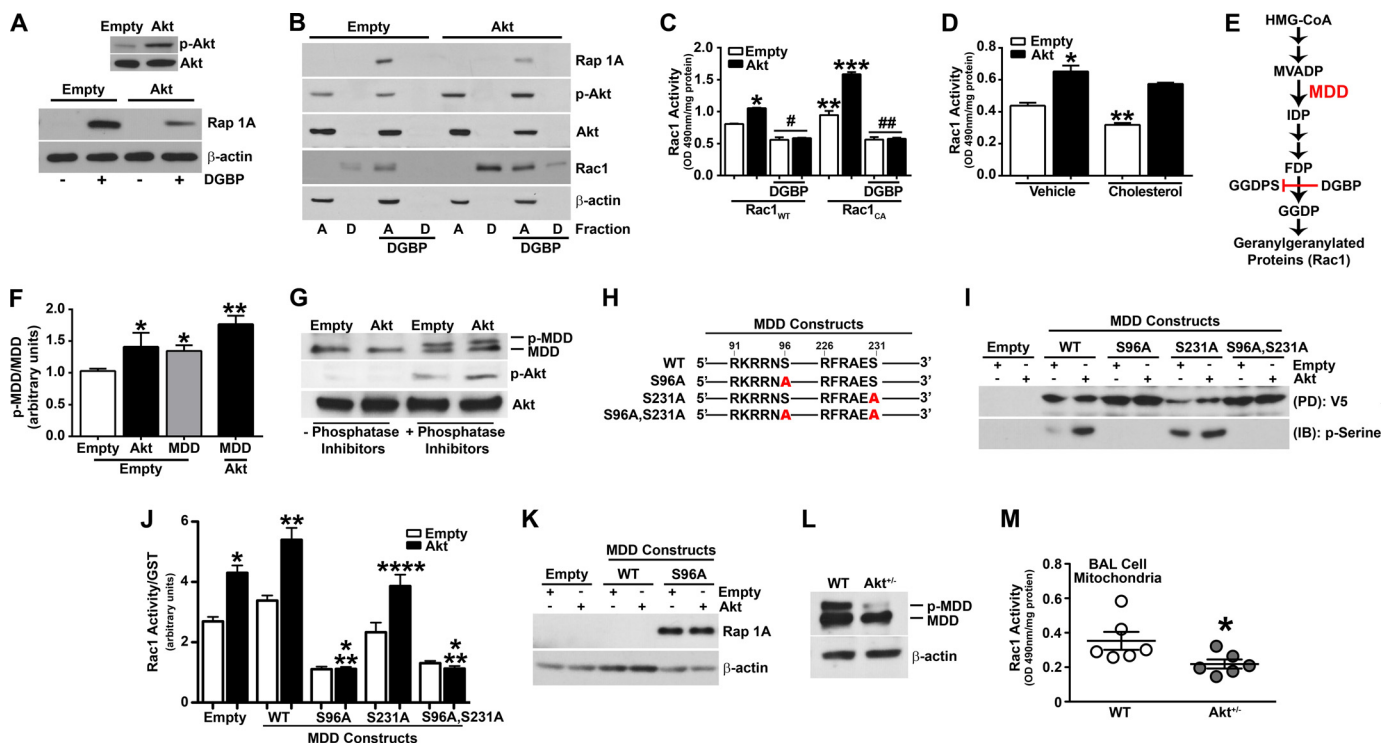 A
Empty Akt
p-Akt
Akt
Empty Akt
Rap 1A
β-actin
- + - + DGBP
B
Empty Akt
Rap 1A
p-Akt
Akt
Rac1
β-actin
A D A D A D A D Fraction
DGBP DGBP
C
Rac1 Activity
(OD 490nm/mg protein)
2.0
1.5
1.0
0.5
0.0
Empty
Akt
* # ** *** ##
DGBP DGBP
Rac1WT Rac1CA
D
Rac1 Activity
(OD 490nm/mg protein)
0.8
0.6
0.4
0.2
0.0
Empty
Akt
* **
Vehicle Cholesterol
E
HMG-CoA
MVADP
MDD
IDP
FDP
GGDPS DGBP
GGDP
Geranylgeranylated
Proteins (Rac1)
F
p-MDD/MDD
(arbitrary units)
2.0
1.5
1.0
0.5
0.0
* * **
Empty Akt MDD MDD
Empty Akt
G
Empty Akt Empty Akt
p-MDD
MDD
p-Akt
Akt
- Phosphatase Inhibitors
+ Phosphatase Inhibitors
H
MDD Constructs
91 96 226 231
WT 5’ RKRRNS RFRAES 3’
S96A 5’ RKRRNA RFRAES 3’
S231A 5’ RKRRNS RFRAEA 3’
S96A,S231A 5’ RKRRNA RFRAEA 3’
I
MDD Constructs
Empty WT S96A S231A S96A,S231A
+ - + - + - + - + - Empty
- + - + - + - + - + Akt
(PD): V5
(IB): p-Serine
J
Rac1 Activity/GST
(arbitrary units)
6
4
2
0
Empty
Akt
* ** * ** **** * **
Empty WT S96A S231A S96A,S231A
MDD Constructs
K
MDD Constructs
Empty WT S96A
+ - + - + - Empty
- + - + - + Akt
Rap 1A
β-actin
L
WT Akt+/-
p-MDD
MDD
β-actin
M
BAL Cell
Mitochondria
Rac1 Activity
(OD 490nm/mg protien)
0.8
0.6
0.4
0.2
0.0
*
WT Akt+/-